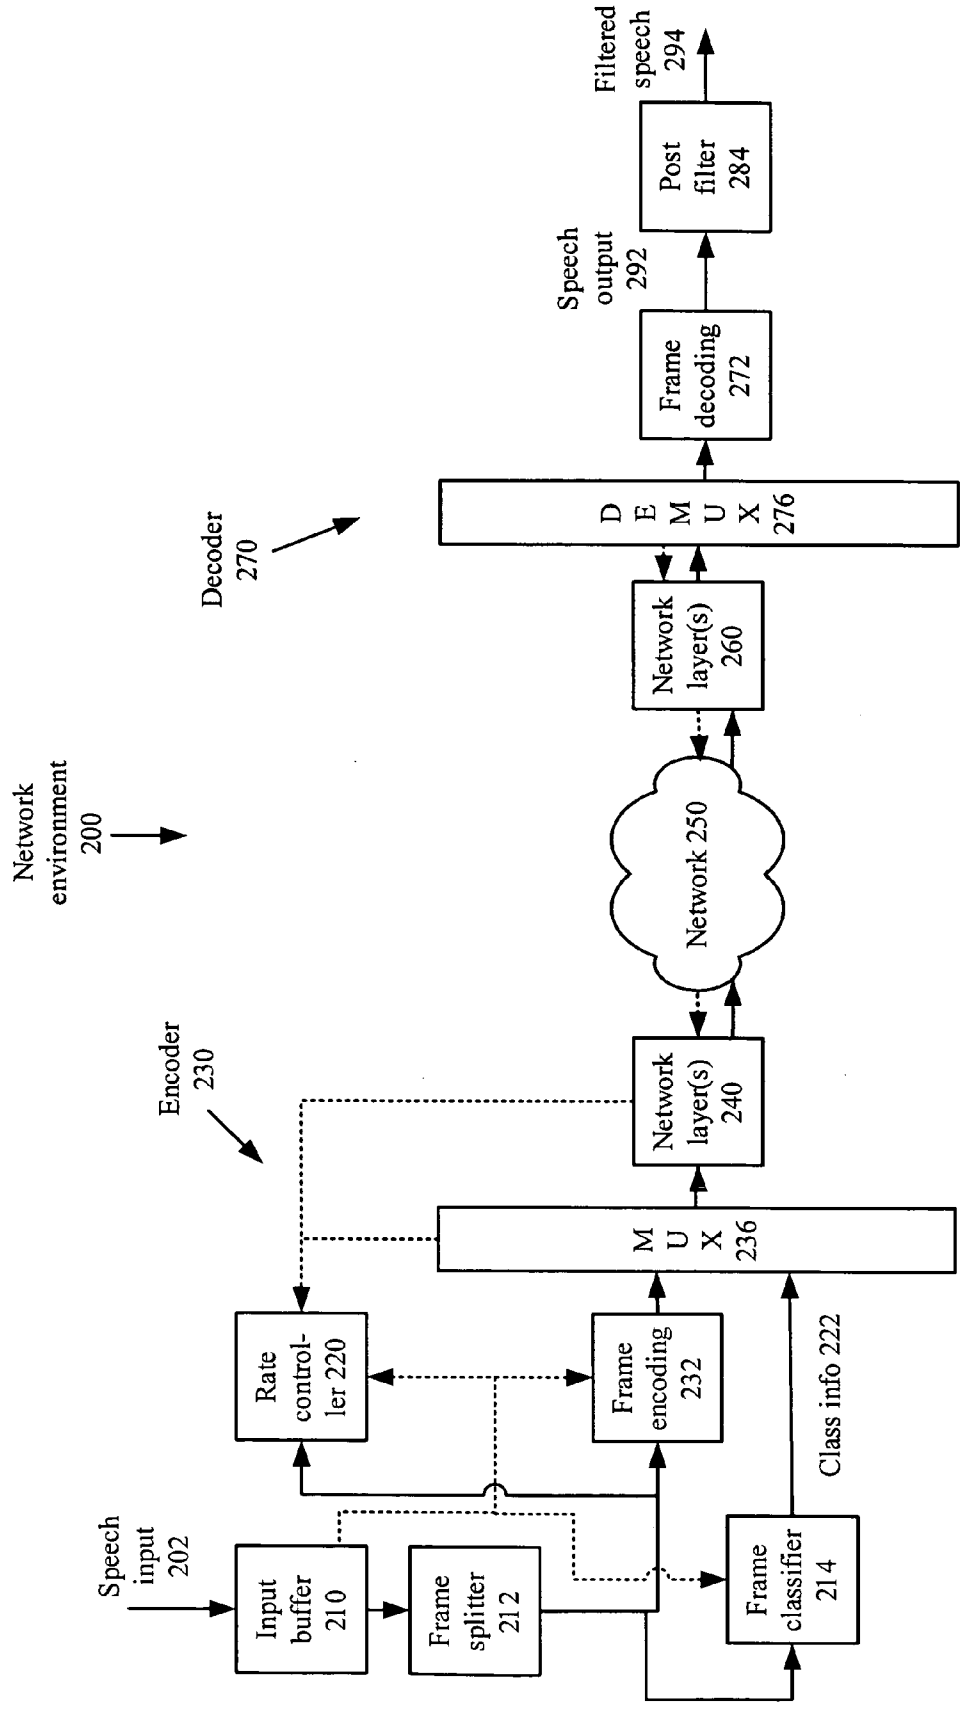 Network
environment
200
Encoder
230
Decoder
270
Speech
input
202
Input
buffer
210
Frame
splitter
212
Frame
classifier
214
Class info 222
Rate
control-
ler 220
Frame
encoding
232
M
U
X
236
Network
layer(s)
240
Network 250
Network
layer(s)
260
D
E
M
U
X
276
Frame
decoding
272
Speech
output
292
Post
filter
284
Filtered
speech
294